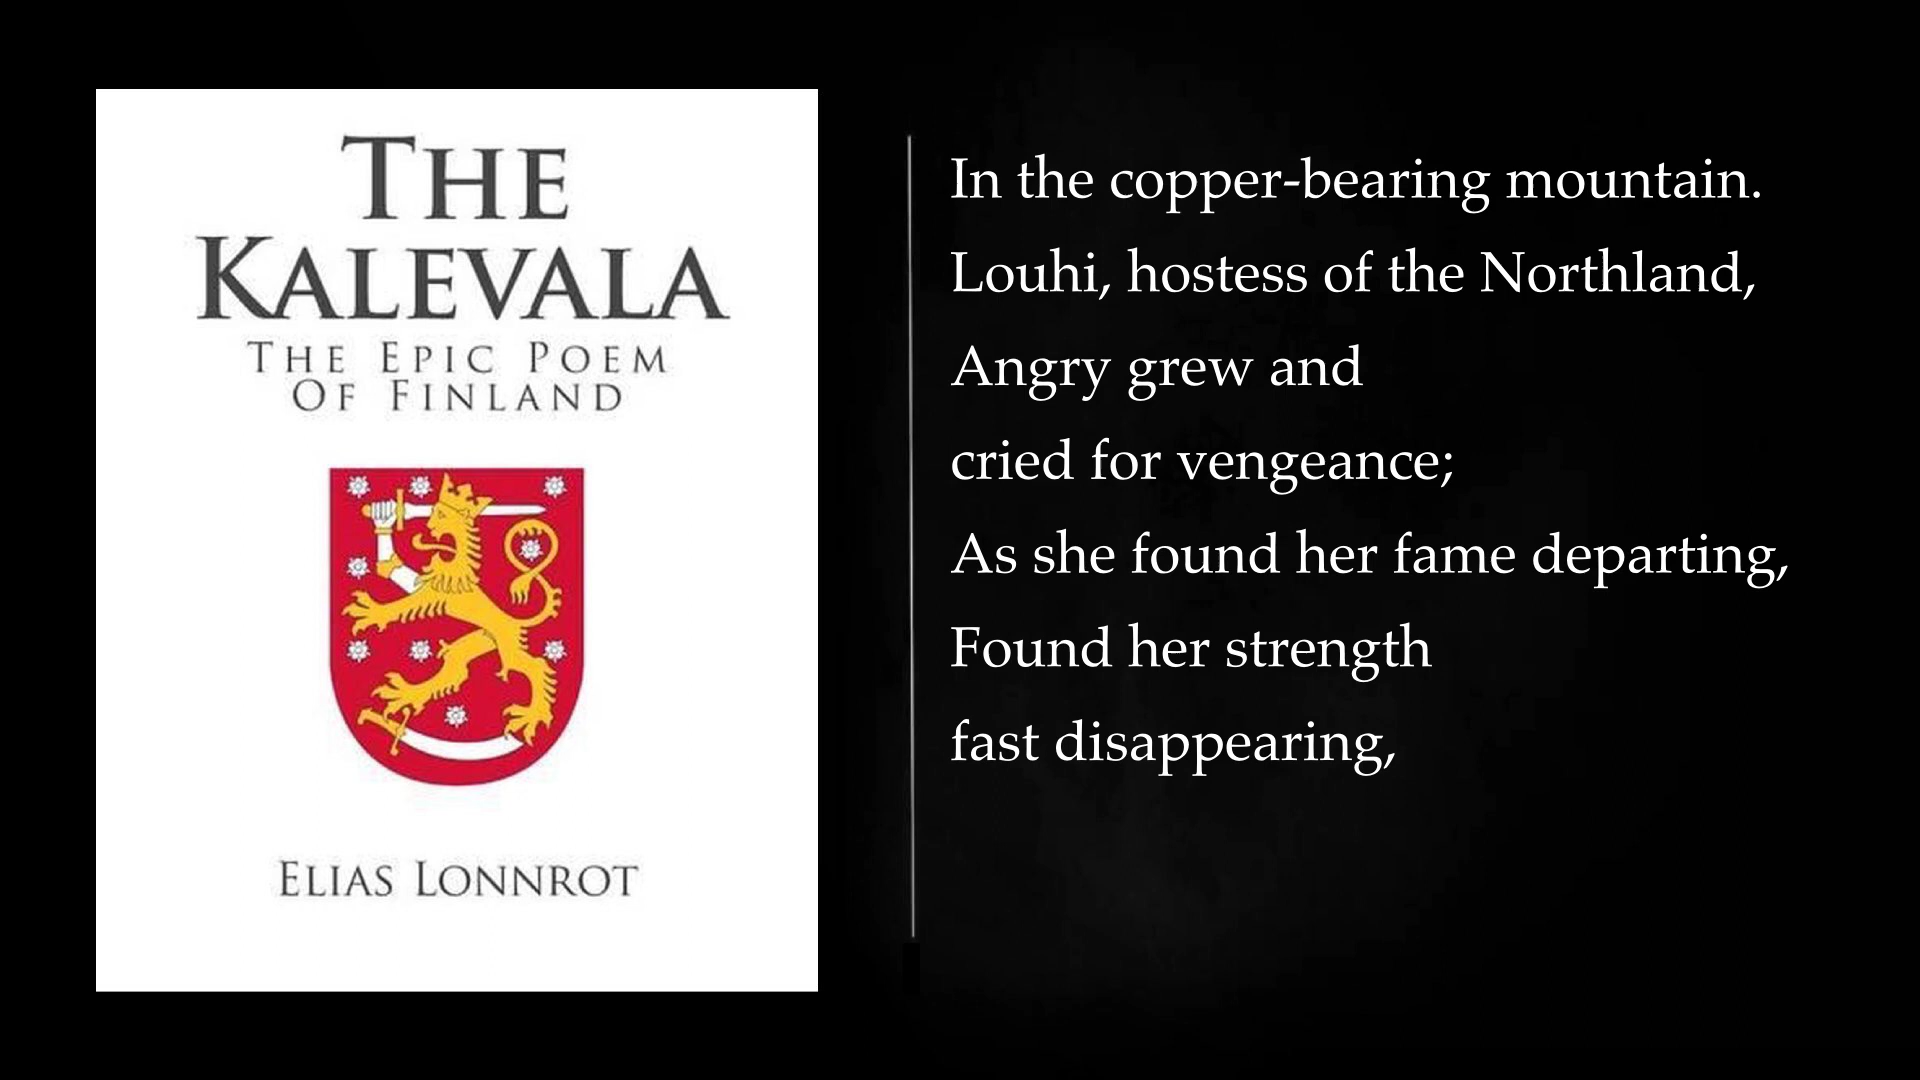 THE
KALEVALA
THE EPIC POEM
OF FINLAND
ELIAS LONNROT
In the copper-bearing mountain.
Louhi, hostess of the Northland,
Angry grew and
cried for vengeance;
As she found her fame departing,
Found her strength
fast disappearing,